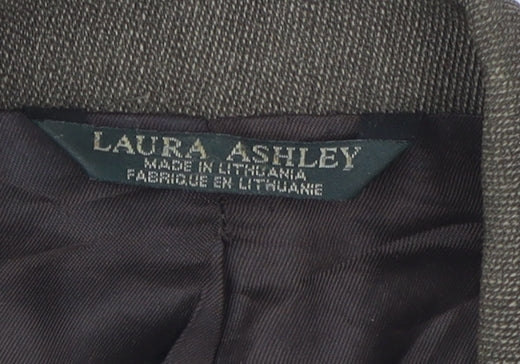 LAURA ASHLEY
MADE IN LITHUANIA
FABRIQUE EN LITHUANIE